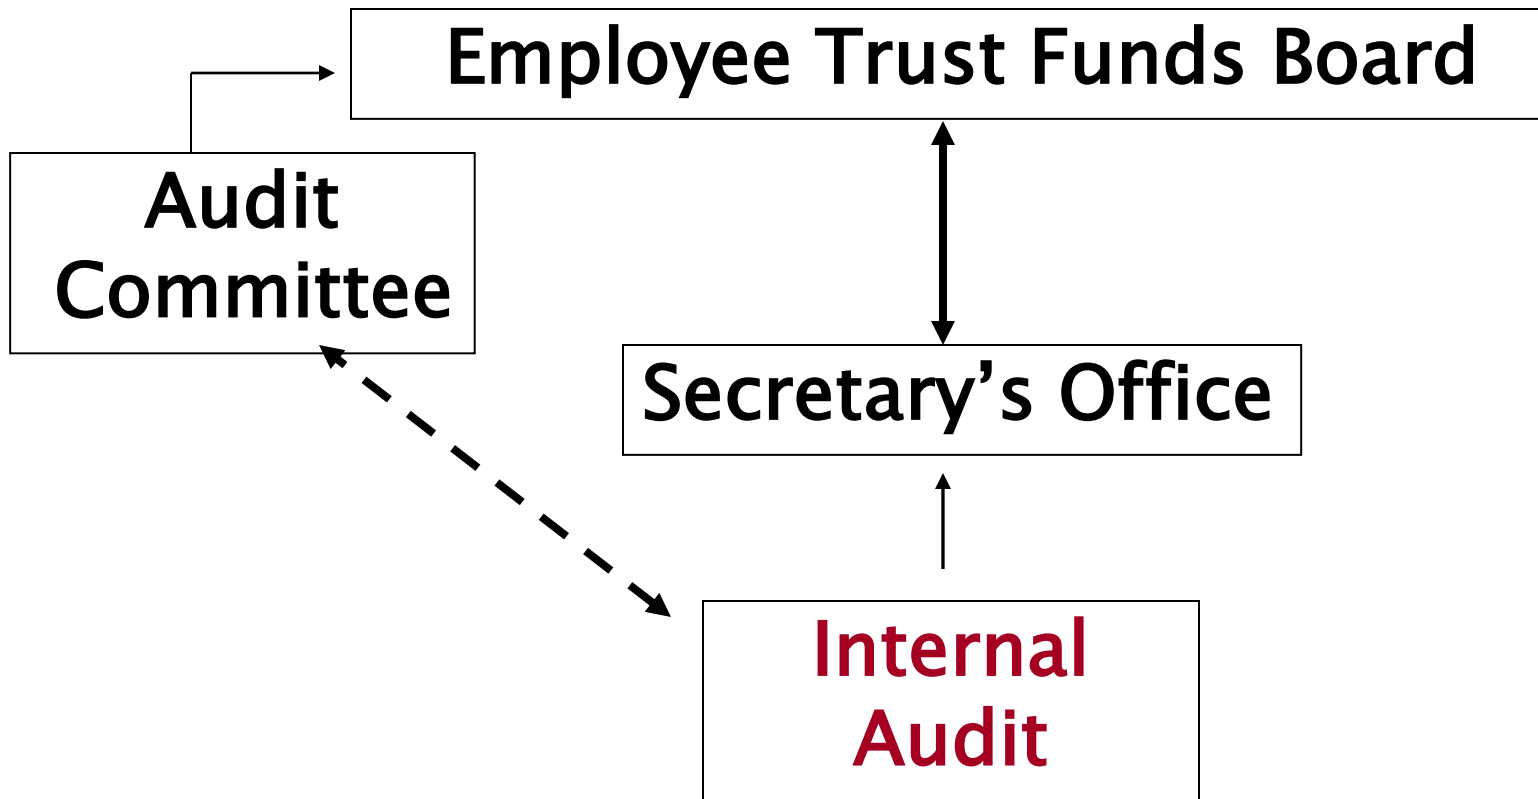 Employee Trust Funds Board
Audit
Committee
Secretary’s Office
Internal
Audit